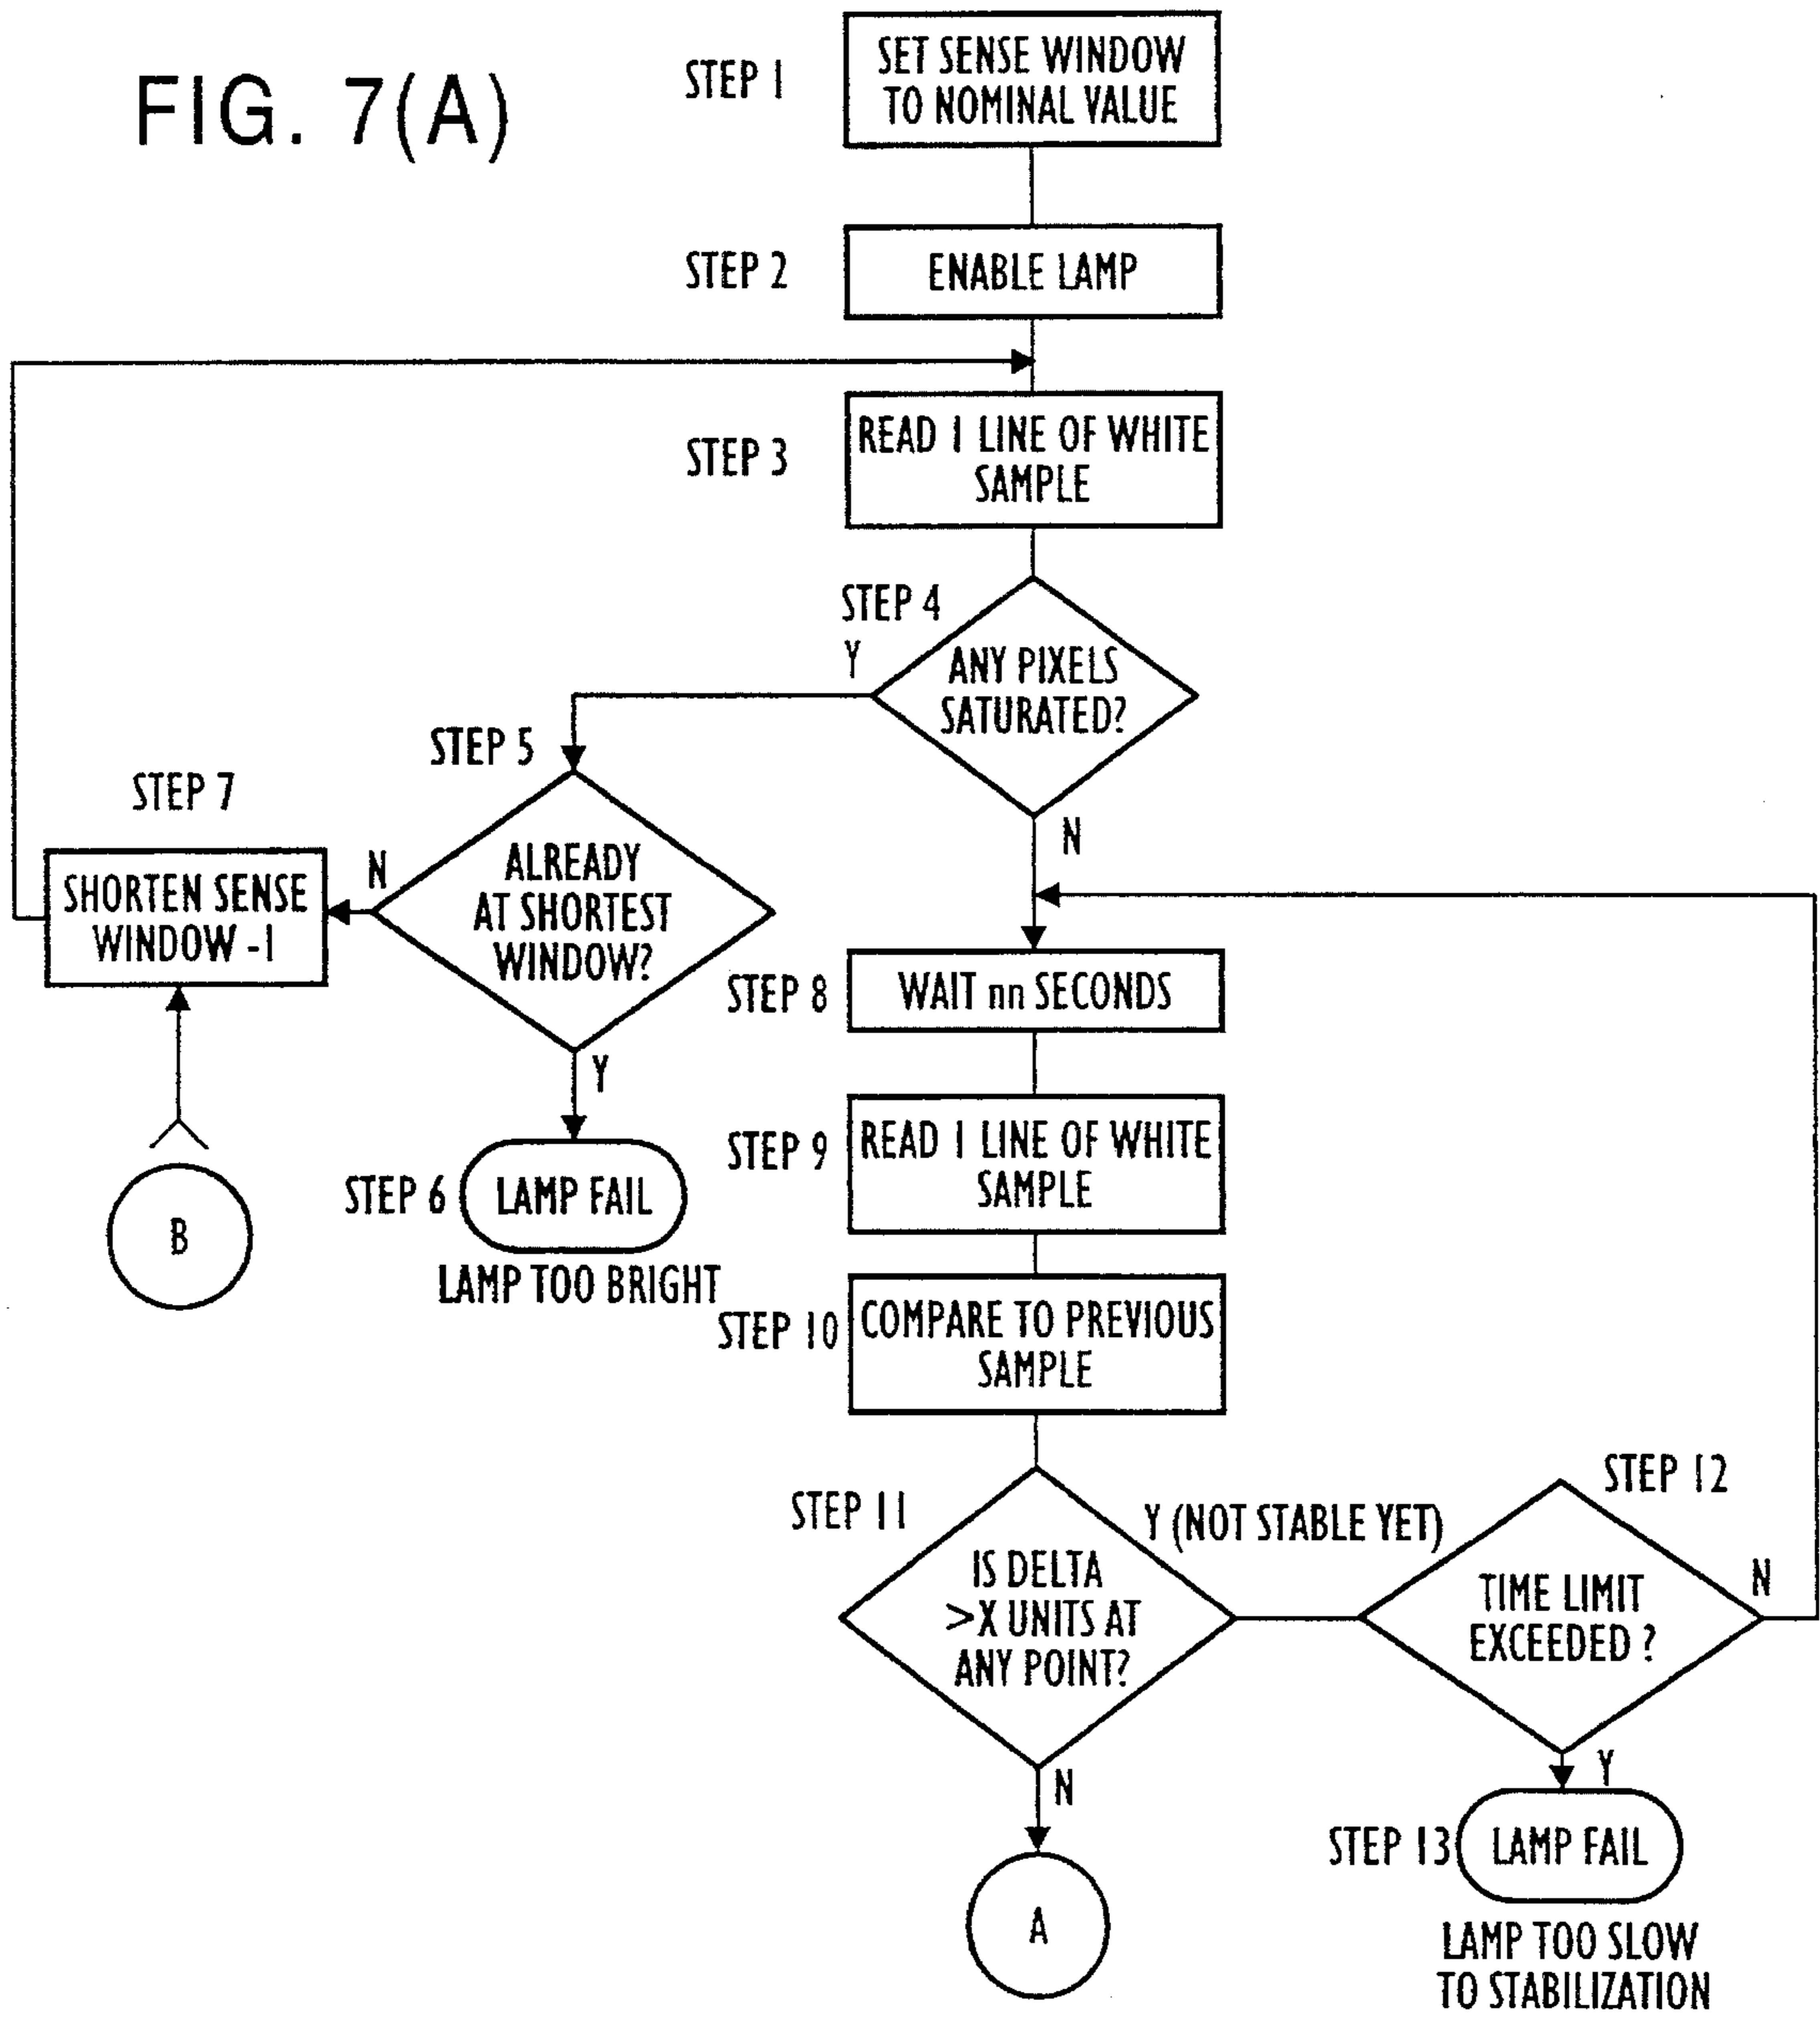 FIG. 7(A)
STEP 1
SET SENSE WINDOW
TO NOMINAL VALUE
STEP 2
ENABLE LAMP
STEP 3
READ 1 LINE OF WHITE
SAMPLE
STEP 4
Y
ANY PIXELS
SATURATED?
N
STEP 5
ALREADY
AT SHORTEST
WINDOW?
N
Y
STEP 7
SHORTEN SENSE
WINDOW -1
B
STEP 6
LAMP FAIL
LAMP TOO BRIGHT
STEP 8
WAIT nn SECONDS
STEP 9
READ 1 LINE OF WHITE
SAMPLE
STEP 10
COMPARE TO PREVIOUS
SAMPLE
STEP 11
IS DELTA
>X UNITS AT
ANY POINT?
Y (NOT STABLE YET)
N
A
STEP 12
TIME LIMIT
EXCEEDED ?
N
Y
STEP 13
LAMP FAIL
LAMP TOO SLOW
TO STABILIZATION